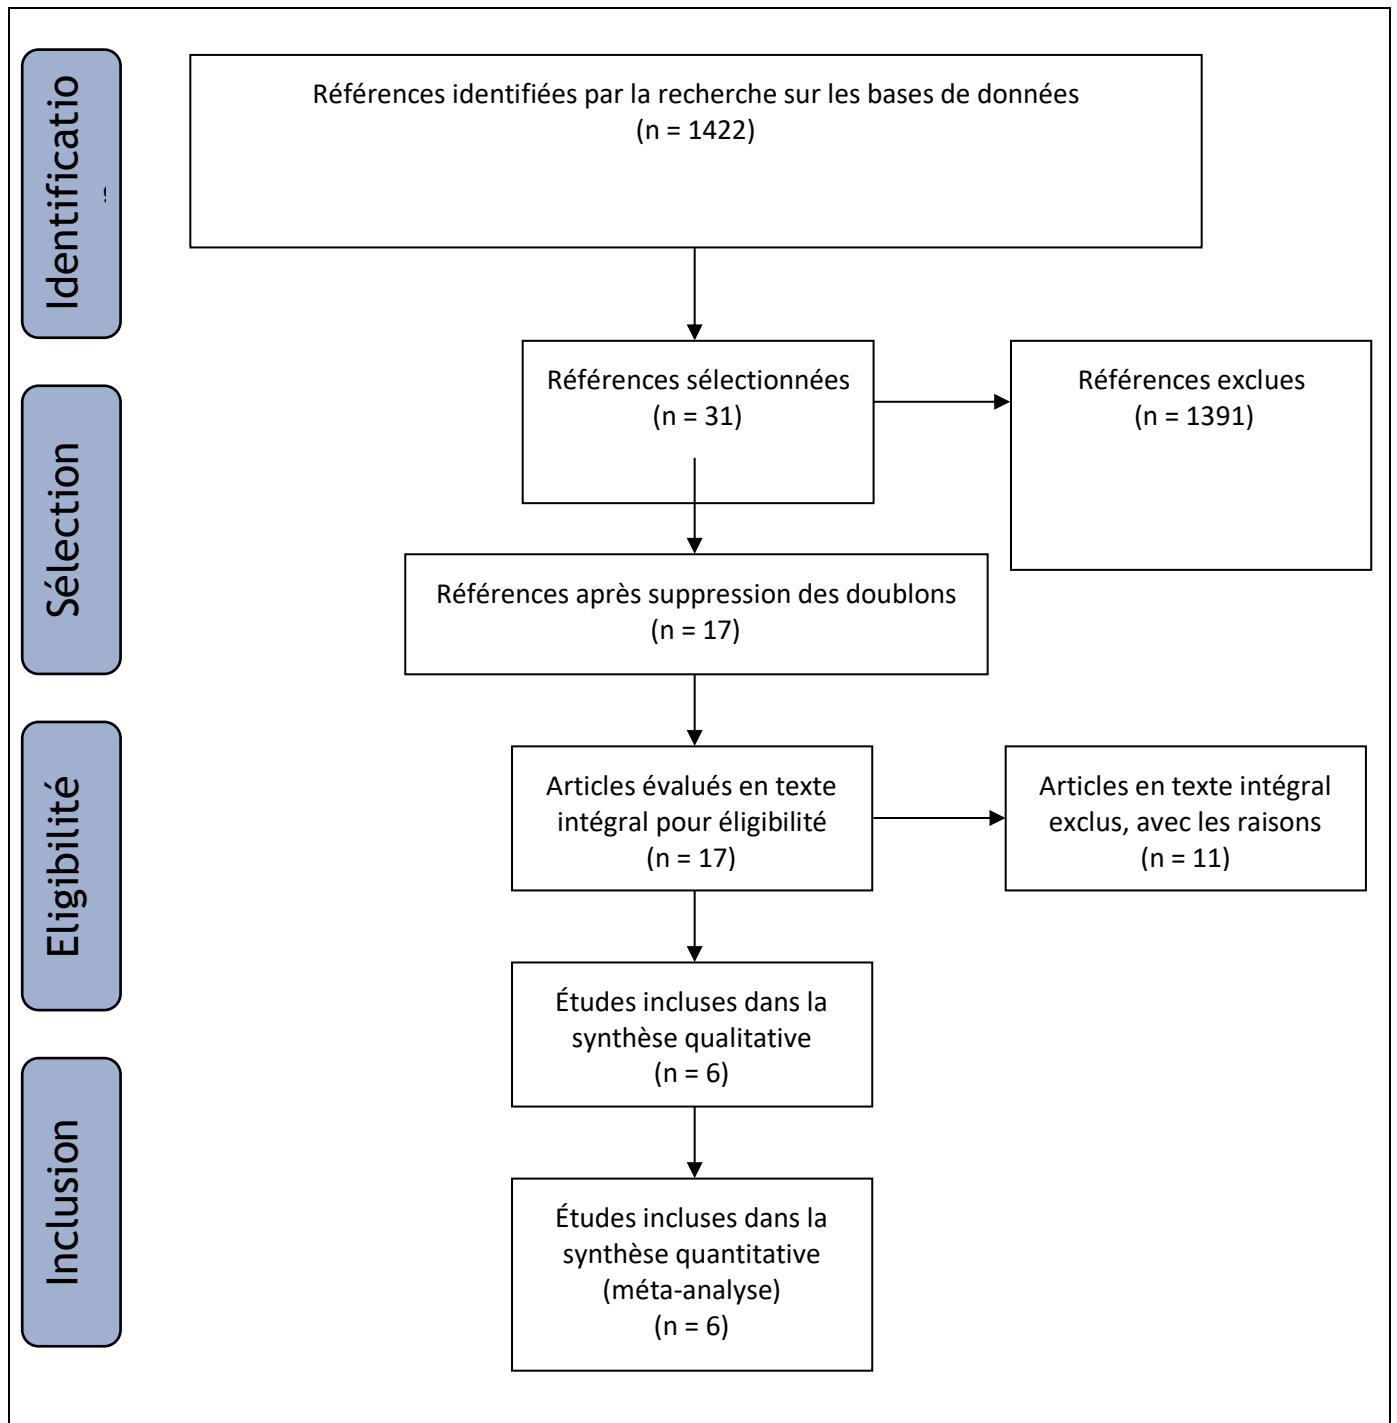 Identificatio
Références identifiées par la recherche sur les bases de données
(n = 1422)
Sélection
Références sélectionnées
(n = 31)
Références exclues
(n = 1391)
Références après suppression des doublons
(n = 17)
Eligibilité
Articles évalués en texte
intégral pour éligibilité
(n = 17)
Articles en texte intégral
exclus, avec les raisons
(n = 11)
Études incluses dans la
synthèse qualitative
(n = 6)
Inclusion
Études incluses dans la
synthèse quantitative
(méta-analyse)
(n = 6)